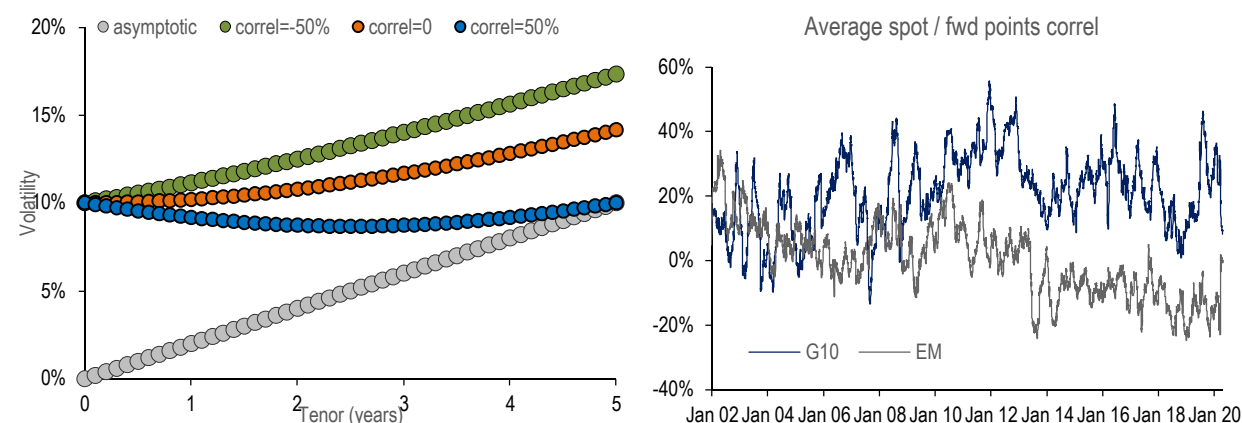 20%
asymptotic correl=-50% correl=0 correl=50%
15%
10%
5%
0%
Volatility
0 1 2 3 4 5
Tenor (years)
Average spot / fwd points correl
60%
40%
20%
0%
-20%
-40%
G10 EM
Jan 02 Jan 04 Jan 06 Jan 08 Jan 10 Jan 12 Jan 14 Jan 16 Jan 18 Jan 20